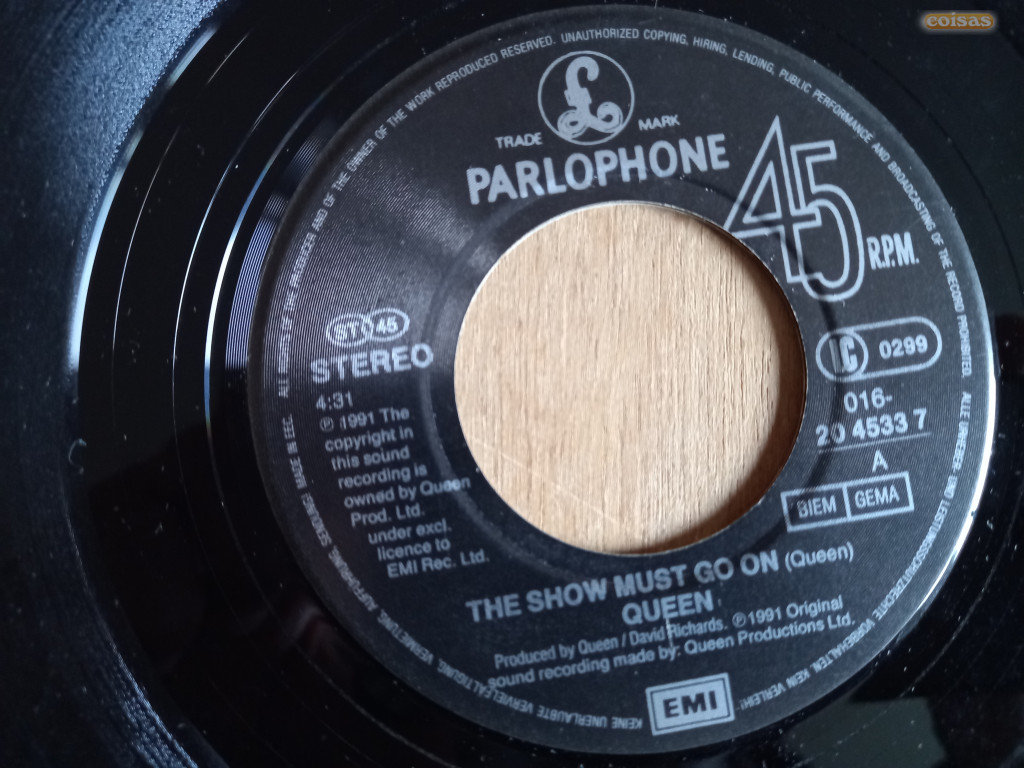 coisas
ALL RIGHTS OF THE PRODUCER AND OF THE OWNER OF THE WORK REPRODUCED RESERVED. UNAUTHORIZED COPYING, HIRING, LENDING, PUBLIC PERFORMANCE AND BROADCASTING OF THE RECORD PROHIBITED.
£
TRADE MARK
PARLOPHONE
45
R.P.M.
ST 45
STEREO
LC 0299
4:31
℗ 1991 The
copyright in
this sound
recording is
owned by Queen
Prod. Ltd.
under excl.
licence to
EMI Rec. Ltd.
016-
20 4533 7
A
BIEM GEMA
THE SHOW MUST GO ON (Queen)
QUEEN
Produced by Queen / David Richards. ℗1991 Original
sound recording made by: Queen Productions Ltd.
EMI
ALLE URHEBER- UND LEISTUNGSSCHUTZRECHTE VORBEHALTEN. KEIN VERLEIH!
KEINE UNERLAUBTE VERVIELFÄLTIGUNG, VERMIETUNG, AUFFÜHRUNG, SENDUNG! MADE IN EEC.